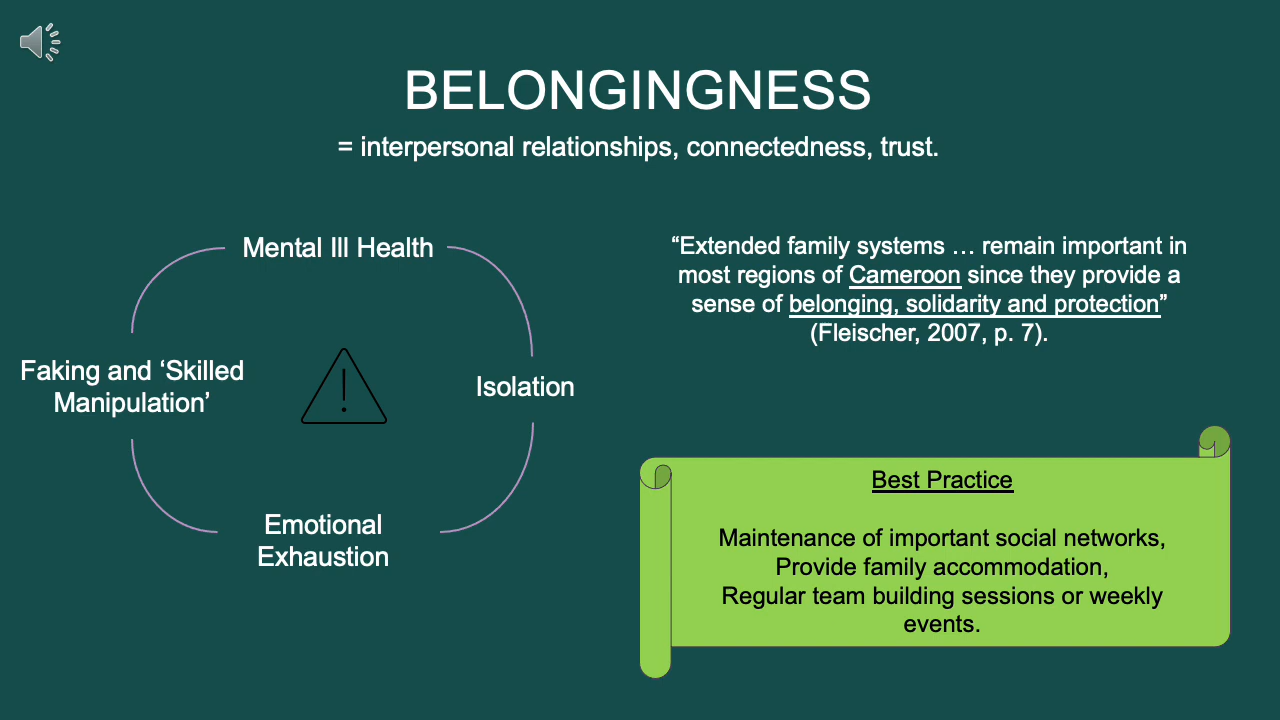 BELONGINGNESS
= interpersonal relationships, connectedness, trust.
Mental Ill Health
Faking and ‘Skilled
Manipulation’
Isolation
Emotional
Exhaustion
“Extended family systems … remain important in
most regions of Cameroon since they provide a
sense of belonging, solidarity and protection”
(Fleischer, 2007, p. 7).
Best Practice
Maintenance of important social networks,
Provide family accommodation,
Regular team building sessions or weekly
events.